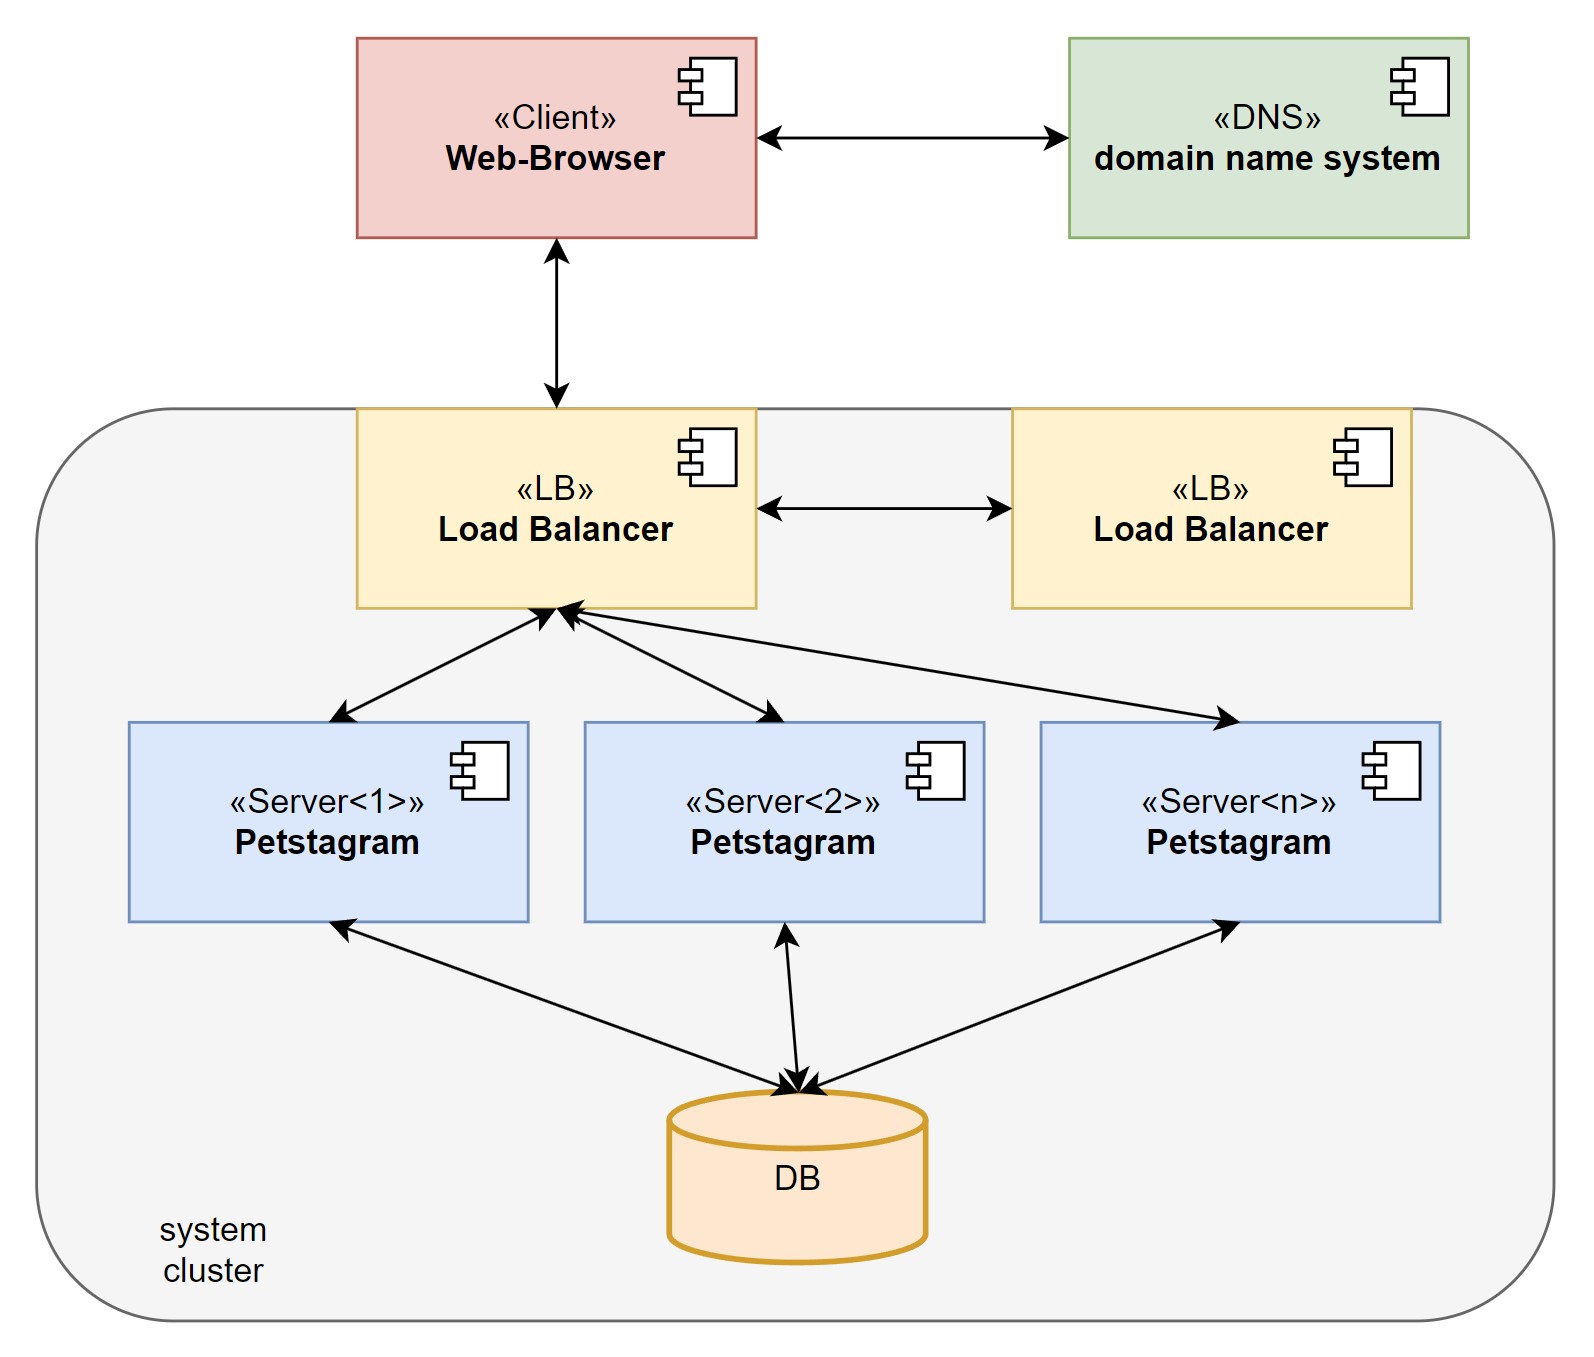 «Client»
Web-Browser
«DNS»
domain name system
«LB»
Load Balancer
«LB»
Load Balancer
«Server<1>»
Petstagram
«Server<2>»
Petstagram
«Server<n>»
Petstagram
DB
system
cluster